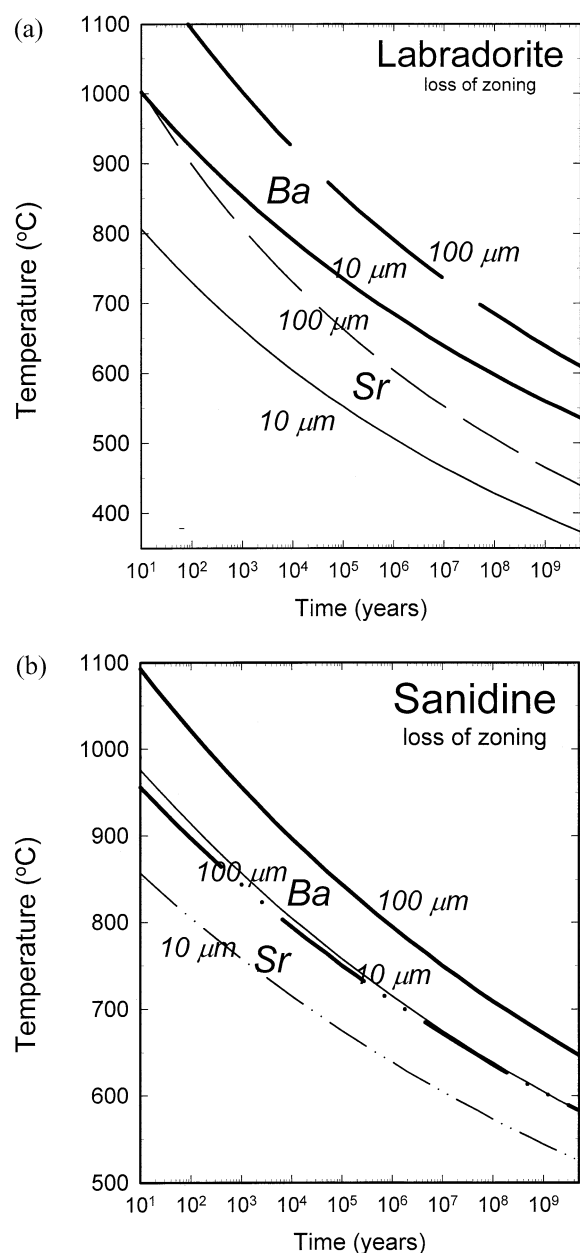 (a)
Labradorite
loss of zoning
Temperature (°C)
1100
1000
900
800
700
600
500
400
Ba
100 μm
10 μm
100 μm
Sr
10 μm
10¹ 10² 10³ 10⁴ 10⁵ 10⁶ 10⁷ 10⁸ 10⁹
Time (years)
(b)
Sanidine
loss of zoning
Temperature (°C)
1100
1000
900
800
700
600
500
100 μm
Ba
100 μm
10 μm
Sr
10 μm
10¹ 10² 10³ 10⁴ 10⁵ 10⁶ 10⁷ 10⁸ 10⁹
Time (years)